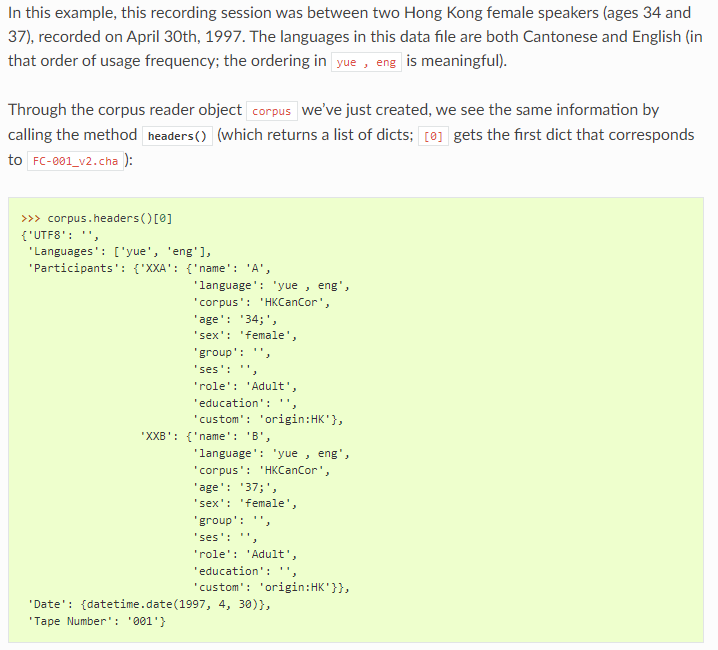 In this example, this recording session was between two Hong Kong female speakers (ages 34 and
37), recorded on April 30th, 1997. The languages in this data file are both Cantonese and English (in
that order of usage frequency; the ordering in yue , eng is meaningful).
Through the corpus reader object corpus we've just created, we see the same information by
calling the method headers() (which returns a list of dicts; [0] gets the first dict that corresponds
to FC-001_v2.cha ):
>>> corpus.headers()[0]
{'UTF8': '',
 'Languages': ['yue', 'eng'],
 'Participants': {'XXA': {'name': 'A',
                          'language': 'yue , eng',
                          'corpus': 'HKCanCor',
                          'age': '34;',
                          'sex': 'female',
                          'group': '',
                          'ses': '',
                          'role': 'Adult',
                          'education': '',
                          'custom': 'origin:HK'},
                  'XXB': {'name': 'B',
                          'language': 'yue , eng',
                          'corpus': 'HKCanCor',
                          'age': '37;',
                          'sex': 'female',
                          'group': '',
                          'ses': '',
                          'role': 'Adult',
                          'education': '',
                          'custom': 'origin:HK'}},
 'Date': {datetime.date(1997, 4, 30)},
 'Tape Number': '001'}